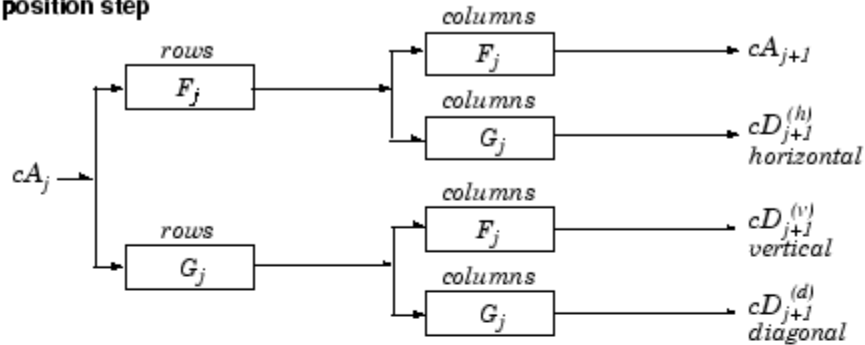 position step
columns
rows
F_j
cA_{j+1}
F_j
columns
G_j
cD_{j+1}^{(h)}
horizontal
cA_j
columns
rows
F_j
cD_{j+1}^{(v)}
vertical
G_j
columns
G_j
cD_{j+1}^{(d)}
diagonal